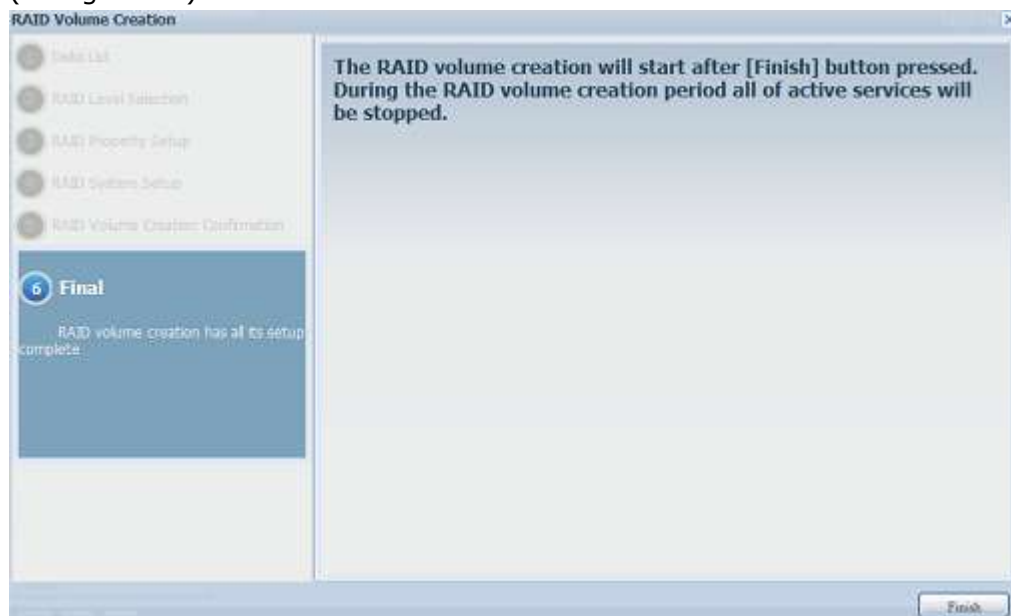 RAID Volume Creation
Disks List
RAID Level Selection
RAID Property Setup
RAID System Setup
RAID Volume Creation Confirmation
6 Final
RAID volume creation has all its setup
complete
The RAID volume creation will start after [Finish] button pressed.
During the RAID volume creation period all of active services will
be stopped.
Finish